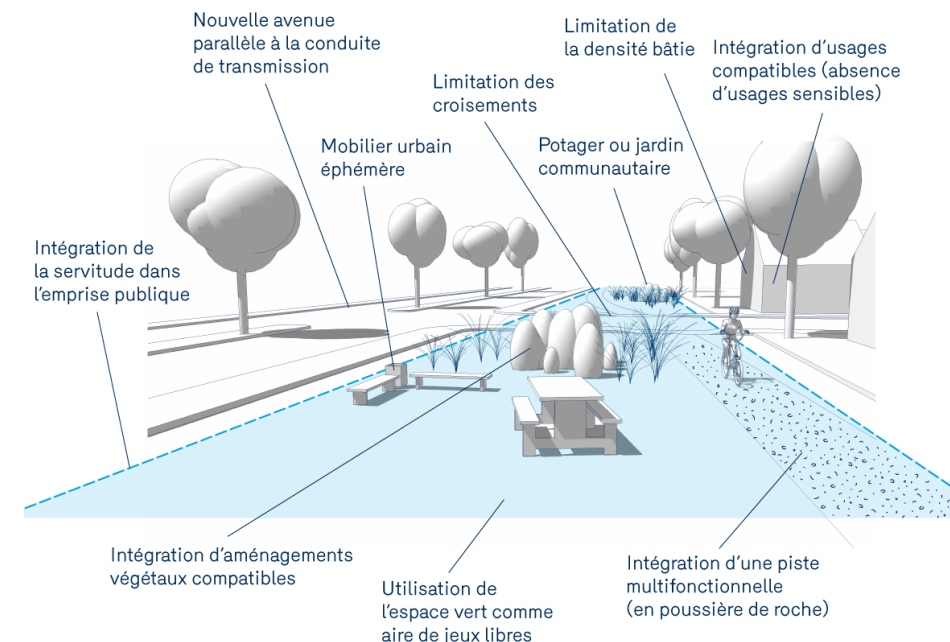 Nouvelle avenue
parallèle à la conduite
de transmission
Limitation de
la densité bâtie
Intégration d'usages
compatibles (absence
d'usages sensibles)
Limitation des
croisements
Mobilier urbain
éphémère
Potager ou jardin
communautaire
Intégration de
la servitude dans
l'emprise publique
Intégration d'aménagements
végétaux compatibles
Utilisation de
l'espace vert comme
aire de jeux libres
Intégration d'une piste
multifonctionnelle
(en poussière de roche)